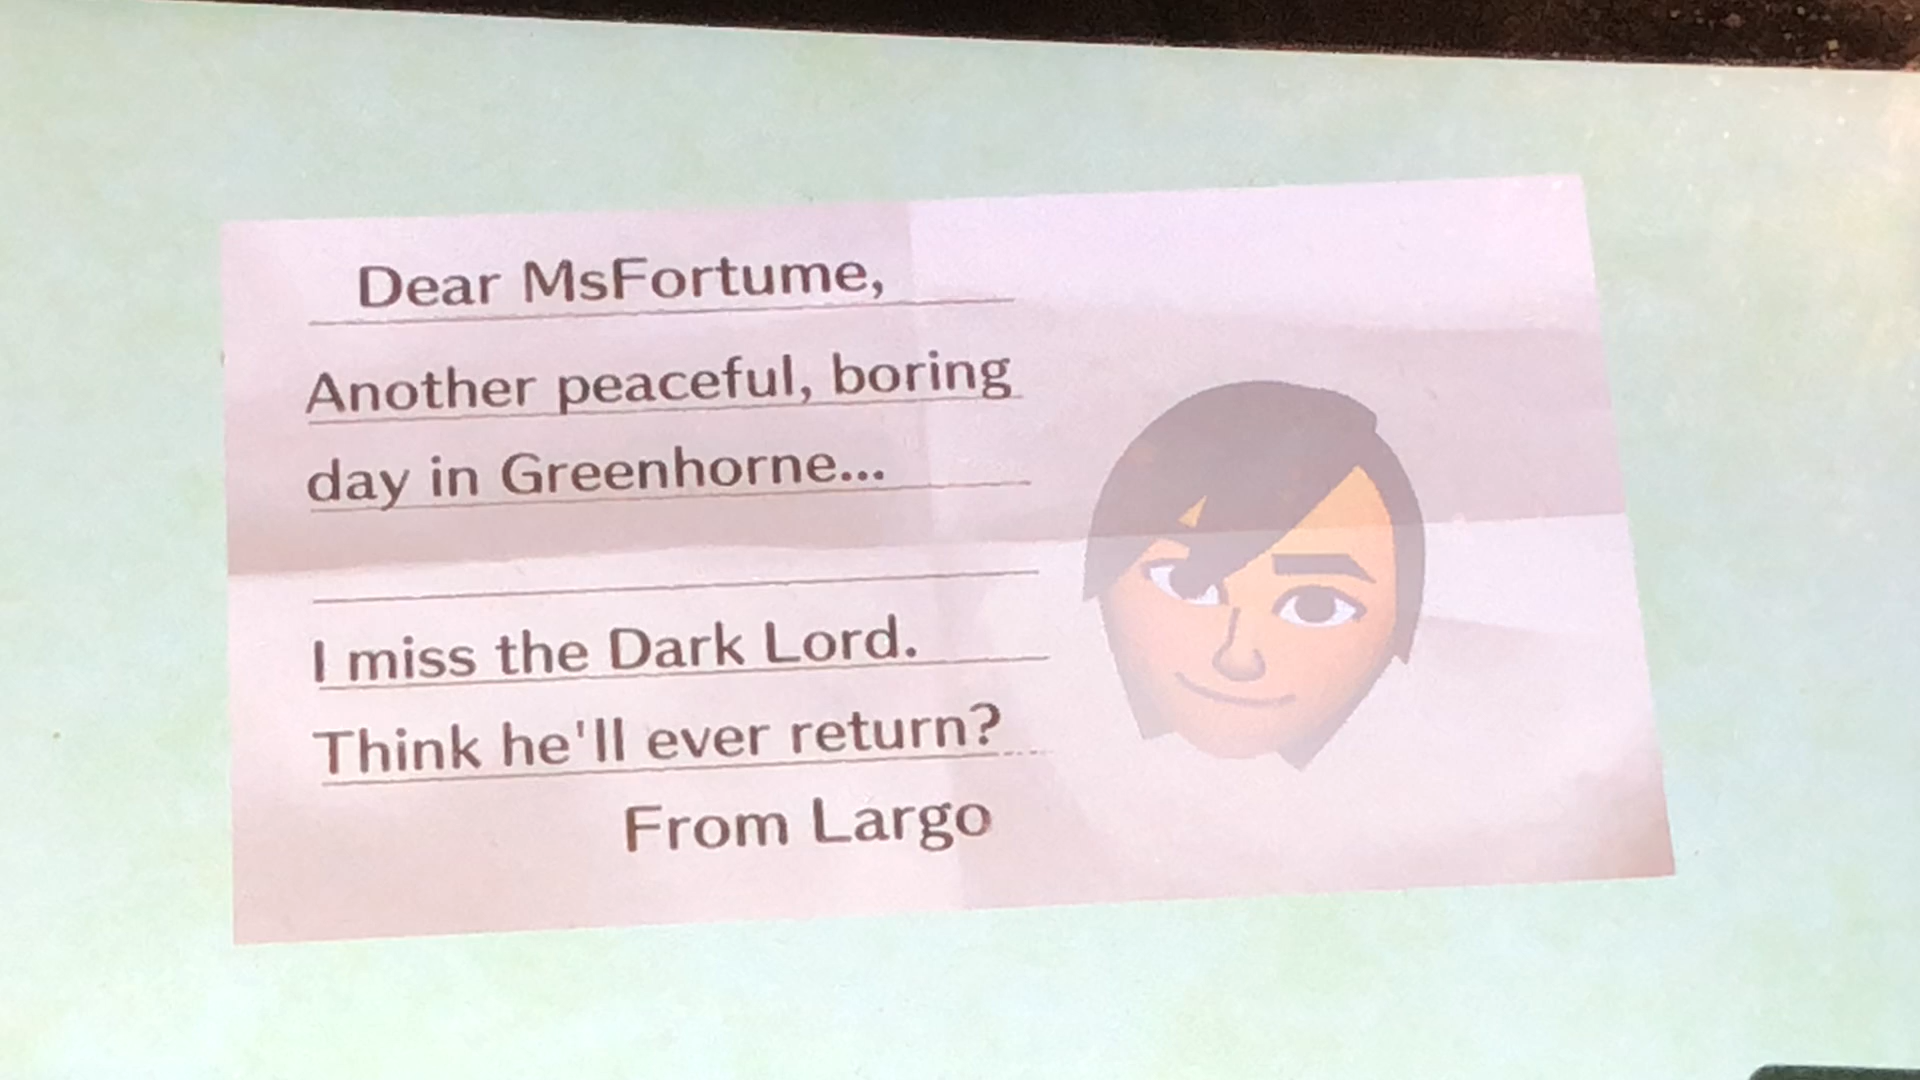 Dear MsFortume,
Another peaceful, boring
day in Greenhorne...
I miss the Dark Lord.
Think he'll ever return?
From Largo